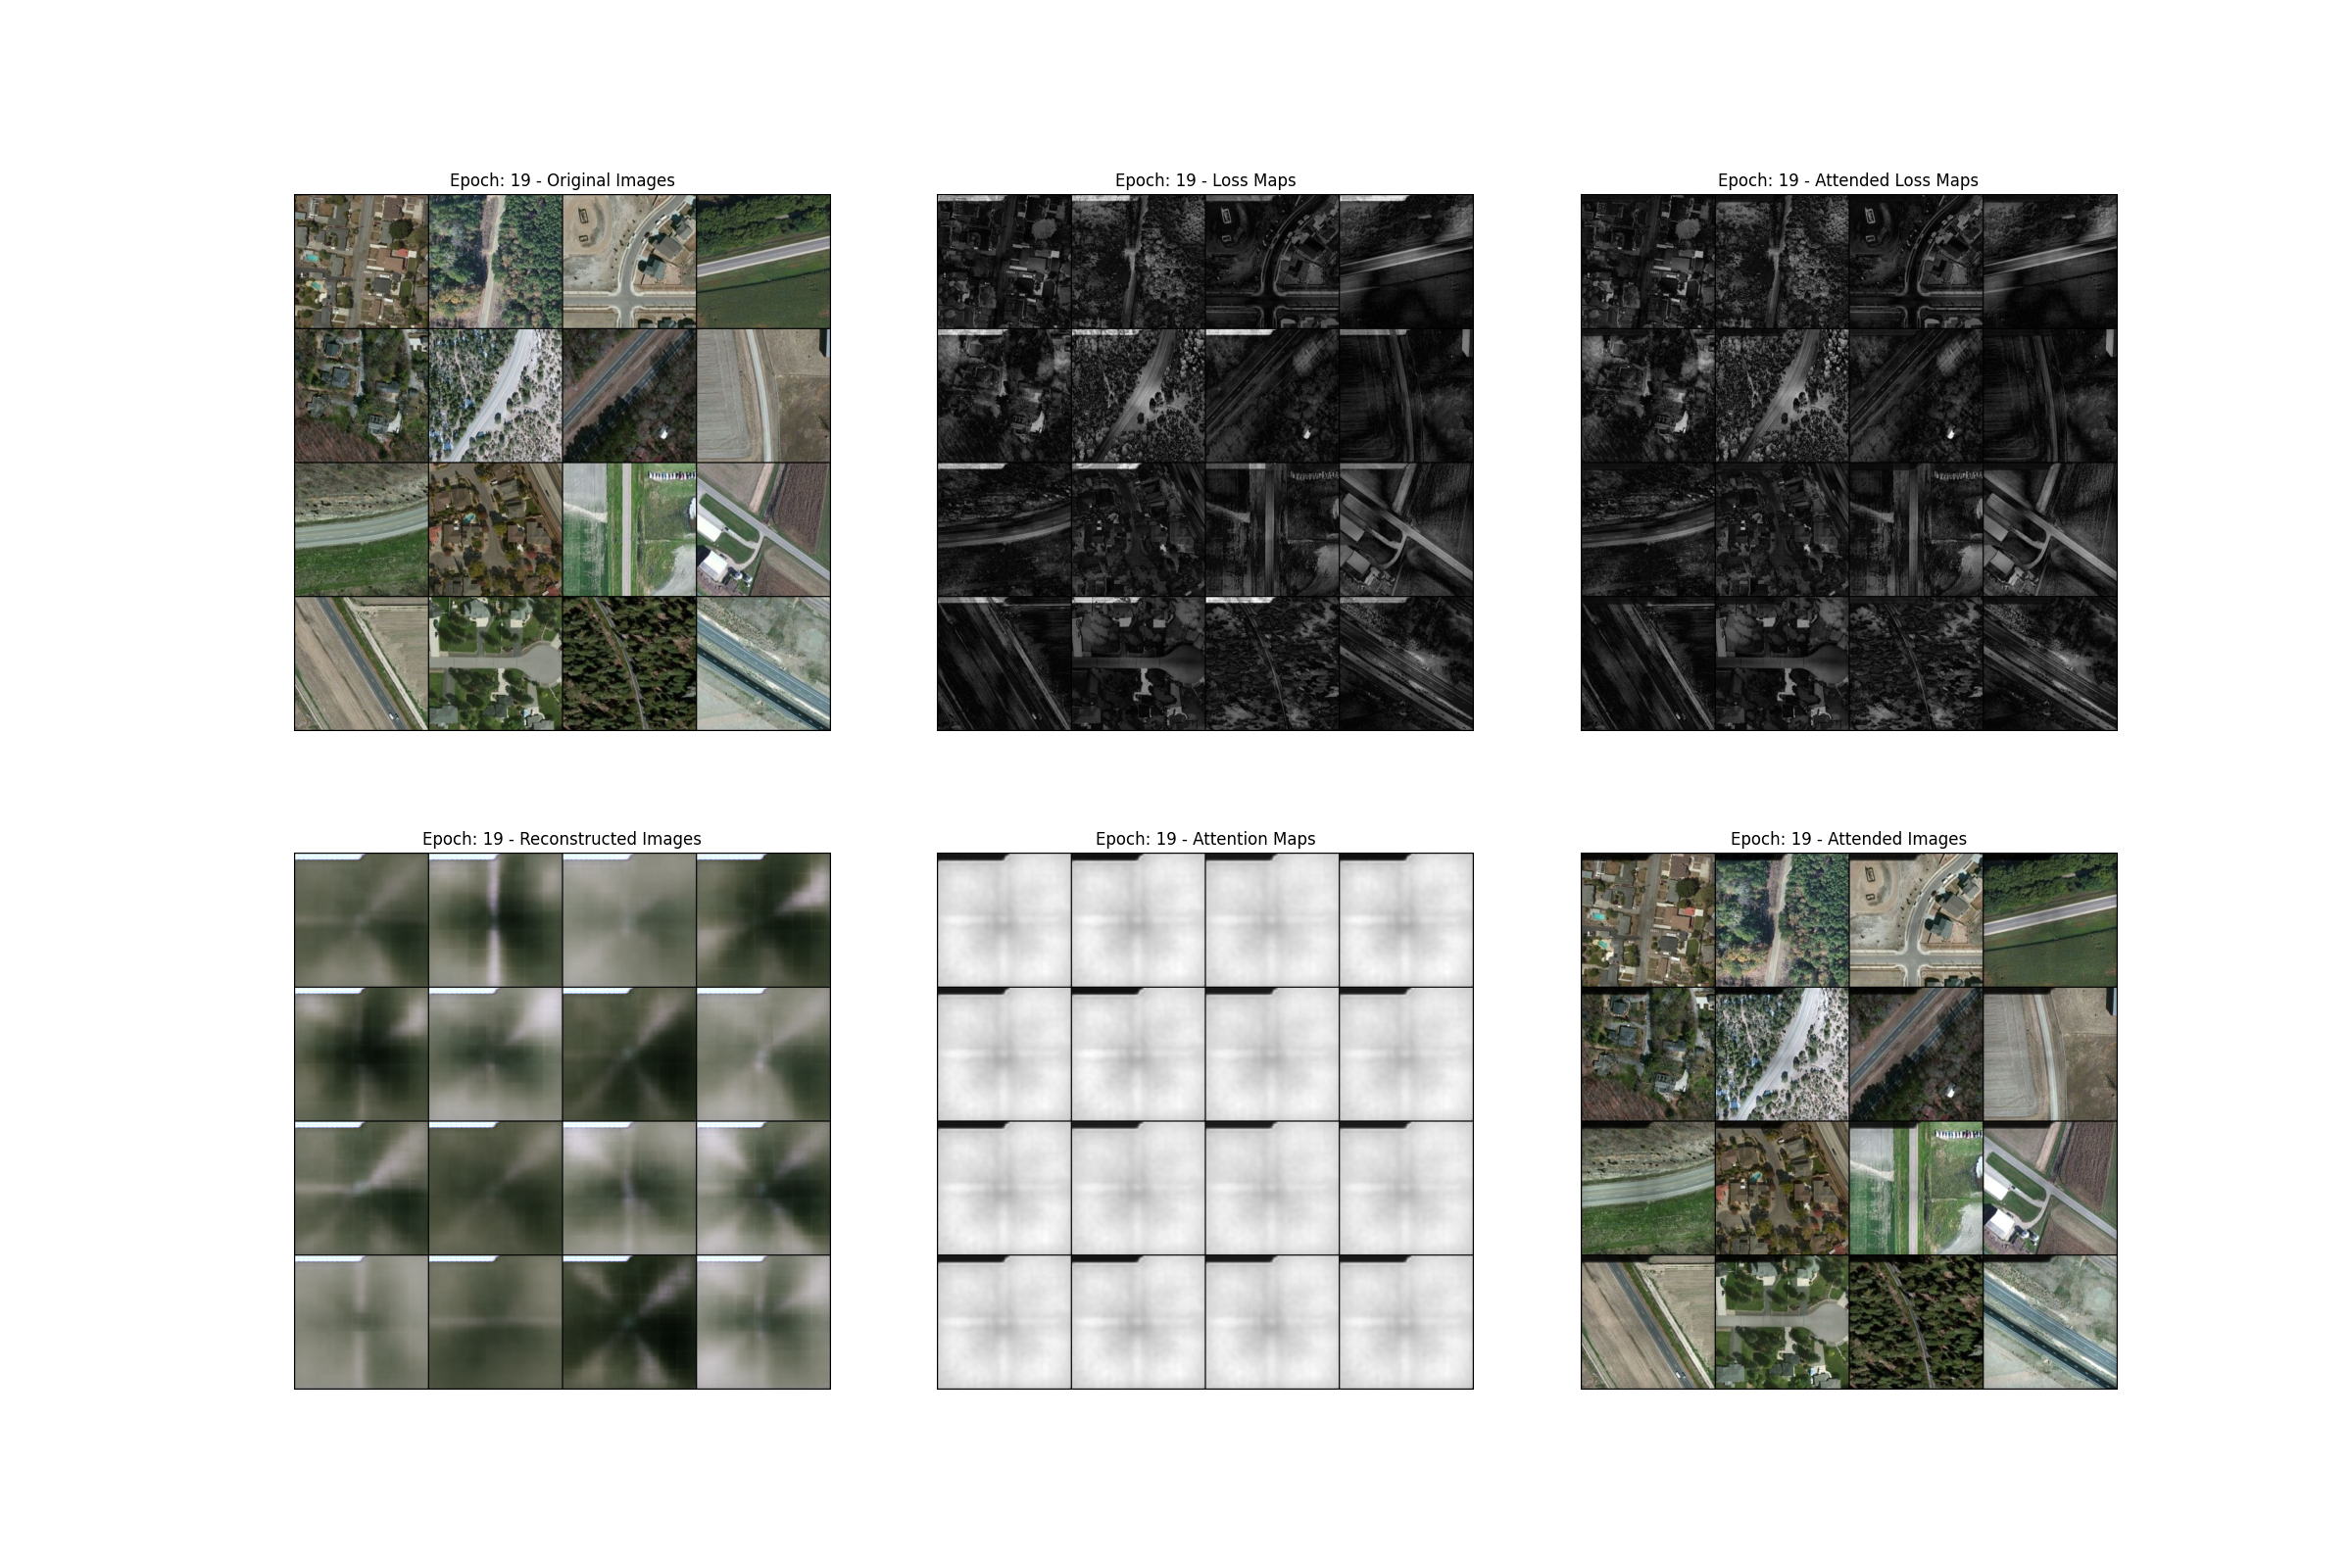 Epoch: 19 - Original Images
Epoch: 19 - Loss Maps
Epoch: 19 - Attended Loss Maps
Epoch: 19 - Reconstructed Images
Epoch: 19 - Attention Maps
Epoch: 19 - Attended Images